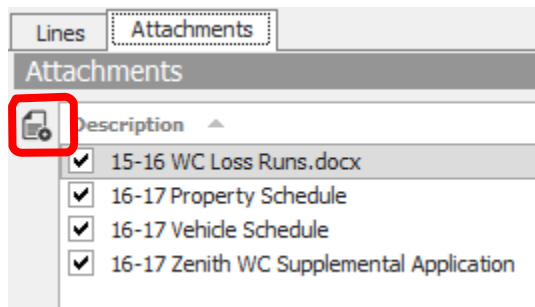 Lines Attachments
Attachments
Description
15-16 WC Loss Runs.docx
16-17 Property Schedule
16-17 Vehicle Schedule
16-17 Zenith WC Supplemental Application